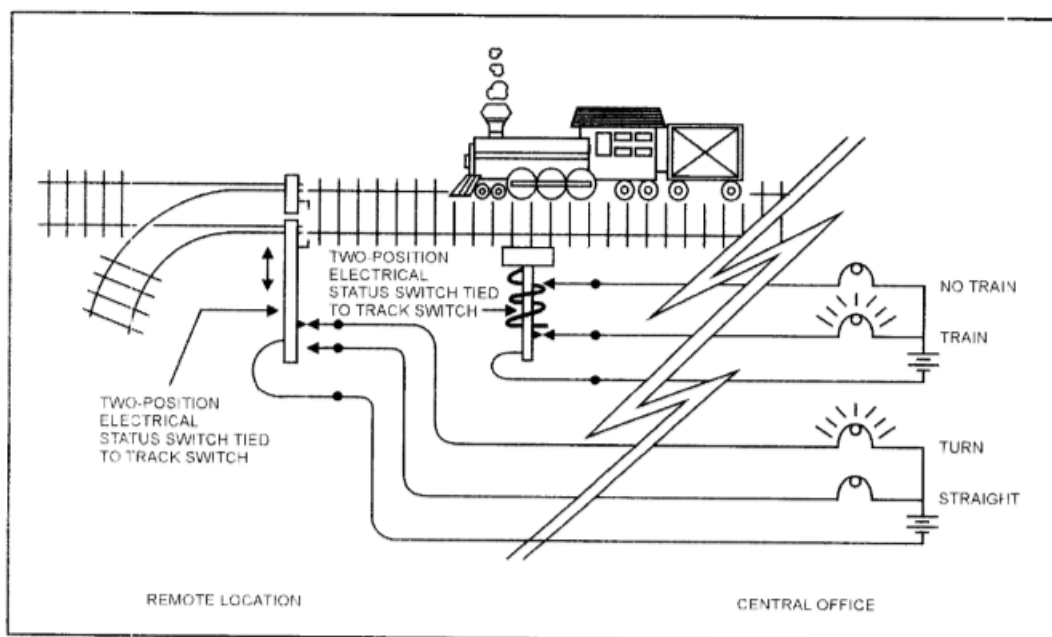 TWO-POSITION
ELECTRICAL
STATUS SWITCH TIED
TO TRACK SWITCH
NO TRAIN
TRAIN
TWO-POSITION
ELECTRICAL
STATUS SWITCH TIED
TO TRACK SWITCH
TURN
STRAIGHT
REMOTE LOCATION
CENTRAL OFFICE